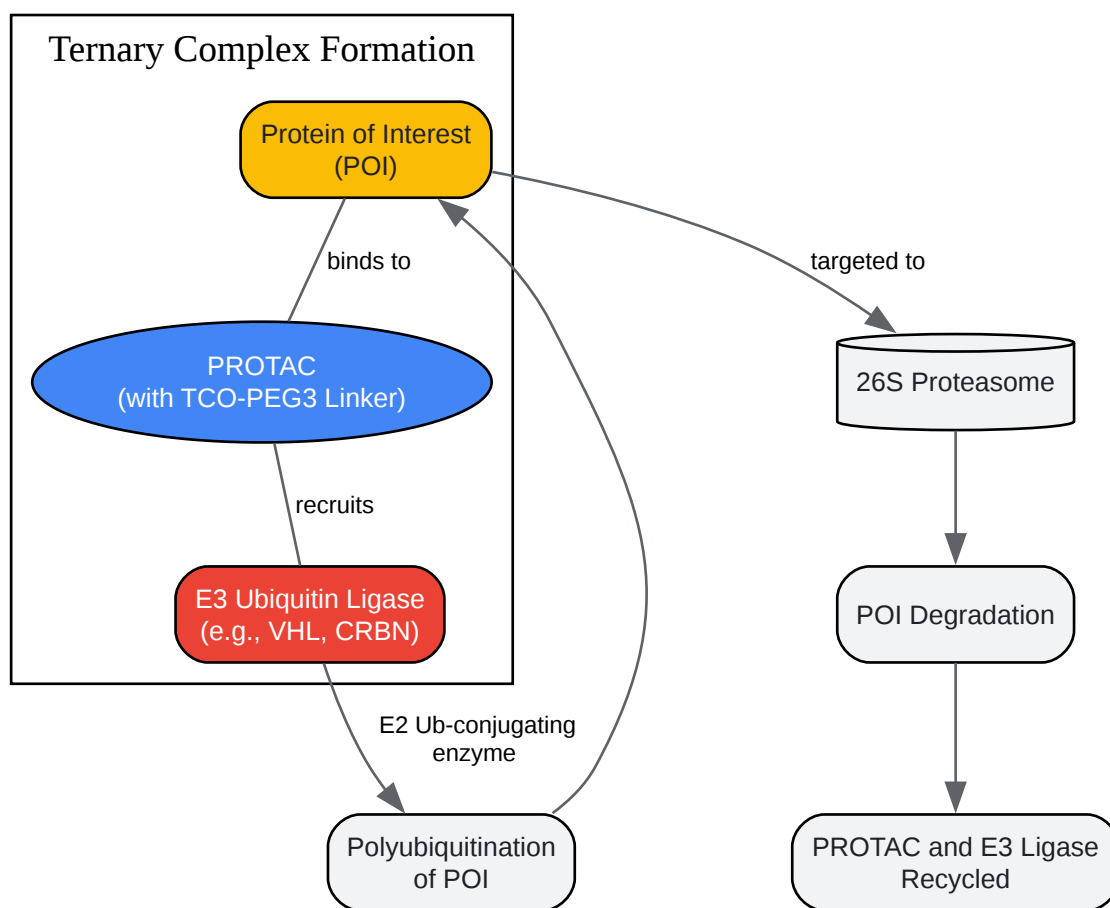 Ternary Complex Formation
Protein of Interest
(POI)
binds to
targeted to
PROTAC
(with TCO-PEG3 Linker)
26S Proteasome
recruits
E3 Ubiquitin Ligase
(e.g., VHL, CRBN)
POI Degradation
E2 Ub-conjugating
enzyme
Polyubiquitination
of POI
PROTAC and E3 Ligase
Recycled